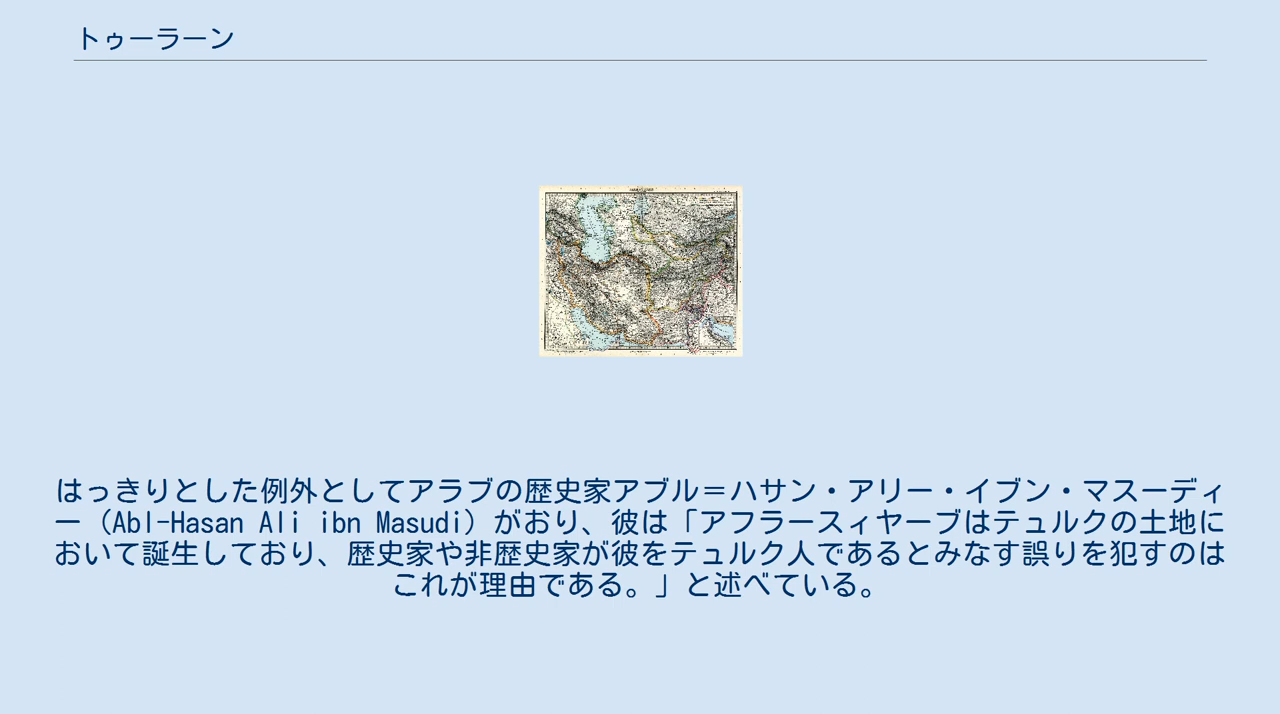 トゥーラーン
はっきりとした例外としてアラブの歴史家アブル＝ハサン・アリー・イブン・マスーディ
ー（Abl-Hasan Ali ibn Masudi）がおり、彼は「アフラースィヤーブはテュルクの土地に
おいて誕生しており、歴史家や非歴史家が彼をテュルク人であるとみなす誤りを犯すのは
これが理由である。」と述べている。